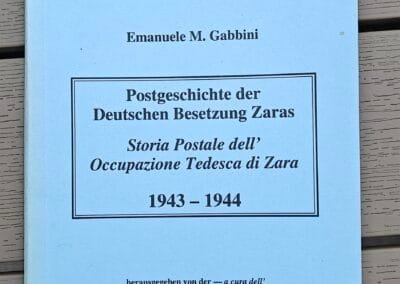 Emanuele M. Gabbini
Postgeschichte der
Deutschen Besetzung Zaras
Storia Postale dell'
Occupazione Tedesca di Zara
1943 – 1944
herausgegeben von der — a cura dell'